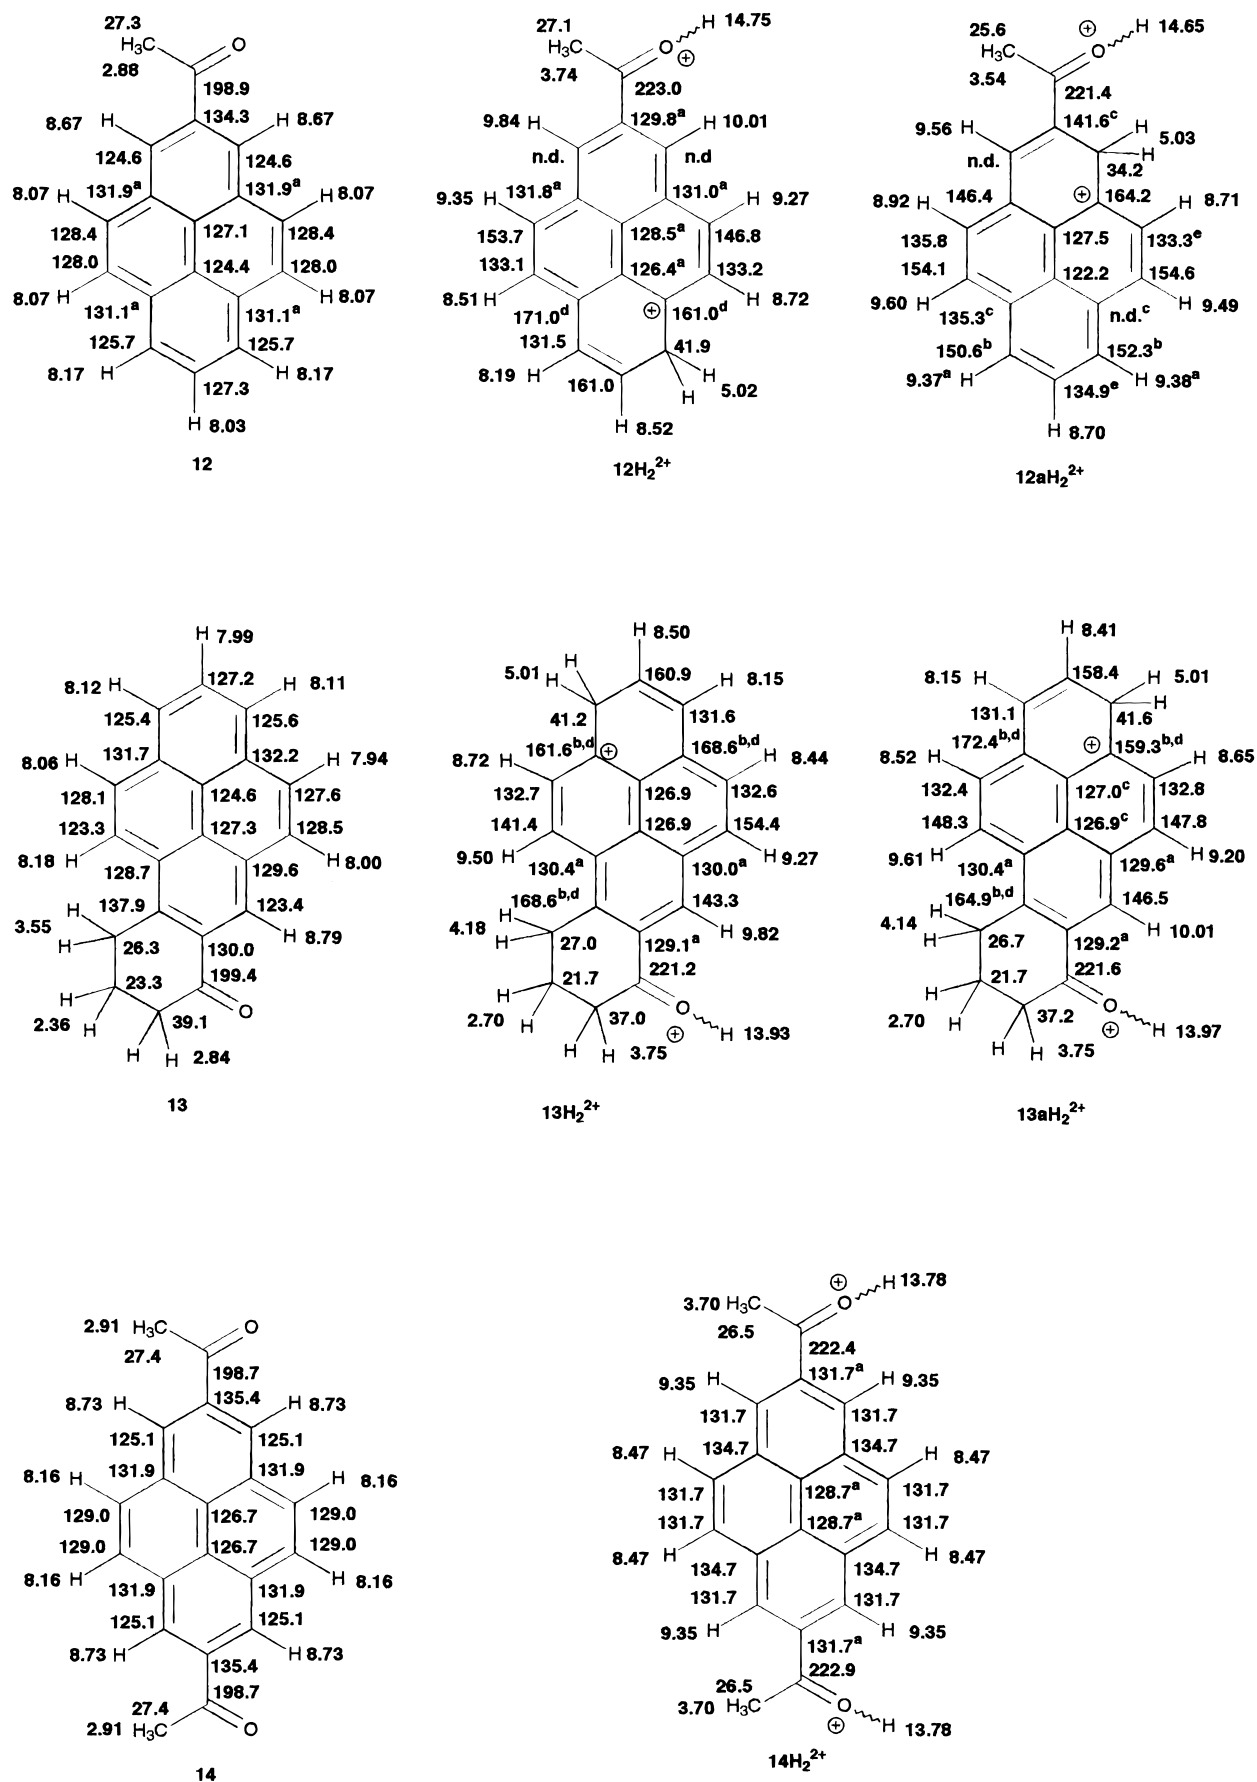 27.3
H₃C O
2.88
198.9
8.67 H 134.3 H 8.67
124.6 124.6
8.07 H 131.9ᵃ 131.9ᵃ H 8.07
128.4 127.1 128.4
128.0 124.4 128.0
8.07 H 131.1ᵃ 131.1ᵃ H 8.07
125.7 125.7
8.17 H 127.3 H 8.17
H 8.03
12
27.1 H 14.75
H₃C O ⊕
3.74
223.0
9.84 H 129.8ᵃ H 10.01
n.d. n.d
9.35 H 131.8ᵃ 131.0ᵃ H 9.27
153.7 128.5ᵃ 146.8
133.1 126.4ᵃ 133.2
8.51 H 171.0ᵈ ⊕ 161.0ᵈ H 8.72
131.5 41.9
8.19 H 161.0 H H 5.02
H 8.52
12H₂²⁺
25.6 ⊕ H 14.65
H₃C O
3.54
221.4
9.56 H 141.6ᶜ H 5.03
n.d. H
34.2
146.4 ⊕ 164.2
8.92 H H 8.71
135.8 127.5 133.3ᵉ
154.1 122.2 154.6
9.60 H 135.3ᶜ n.d.ᶜ H 9.49
150.6ᵇ 152.3ᵇ
9.37ᵃ H 134.9ᵉ H 9.38ᵃ
H 8.70
12aH₂²⁺
H 7.99
8.12 H 127.2 H 8.11
125.4 125.6
8.06 H 131.7 132.2 H 7.94
128.1 124.6 127.6
123.3 127.3 128.5
8.18 H 128.7 129.6 H 8.00
H 137.9 123.4
3.55 H 26.3 130.0 H 8.79
H 23.3 199.4
2.36 H 39.1 O
H H 2.84
13
H 8.50
5.01 H H 160.9 H 8.15
41.2 131.6
8.72 H 161.6ᵇ,ᵈ ⊕ 168.6ᵇ,ᵈ H 8.44
132.7 126.9 132.6
141.4 126.9 154.4
9.50 H 130.4ᵃ 130.0ᵃ H 9.27
168.6ᵇ,ᵈ 143.3
4.18 H H 27.0 129.1ᵃ H 9.82
H 21.7 221.2
2.70 H 37.0 O ⊕ H 13.93
H H 3.75
13H₂²⁺
H 8.41
8.15 H 158.4 H 5.01
131.1 41.6 H
172.4ᵇ,ᵈ ⊕ 159.3ᵇ,ᵈ
8.52 H H 8.65
132.4 127.0ᶜ 132.8
148.3 126.9ᶜ 147.8
9.61 H 130.4ᵃ 129.6ᵃ H 9.20
164.9ᵇ,ᵈ 146.5
4.14 H H 26.7 129.2ᵃ H 10.01
H 21.7 221.6
2.70 H 37.2 O ⊕ H 13.97
H H 3.75
13aH₂²⁺
2.91 H₃C O
27.4
198.7
8.73 H 135.4 H 8.73
125.1 125.1
8.16 H 131.9 131.9 H 8.16
129.0 126.7 129.0
129.0 126.7 129.0
8.16 H 131.9 131.9 H 8.16
125.1 125.1
8.73 H 135.4 H 8.73
27.4 198.7
2.91 H₃C O
14
⊕ H 13.78
3.70 H₃C O
26.5
222.4
9.35 H 131.7ᵃ H 9.35
131.7 131.7
8.47 H 134.7 134.7 H 8.47
131.7 128.7ᵃ 131.7
131.7 128.7ᵃ 131.7
8.47 H 134.7 134.7 H 8.47
131.7 131.7
9.35 H 131.7ᵃ H 9.35
26.5 222.9
3.70 H₃C O ⊕ H 13.78
14H₂²⁺